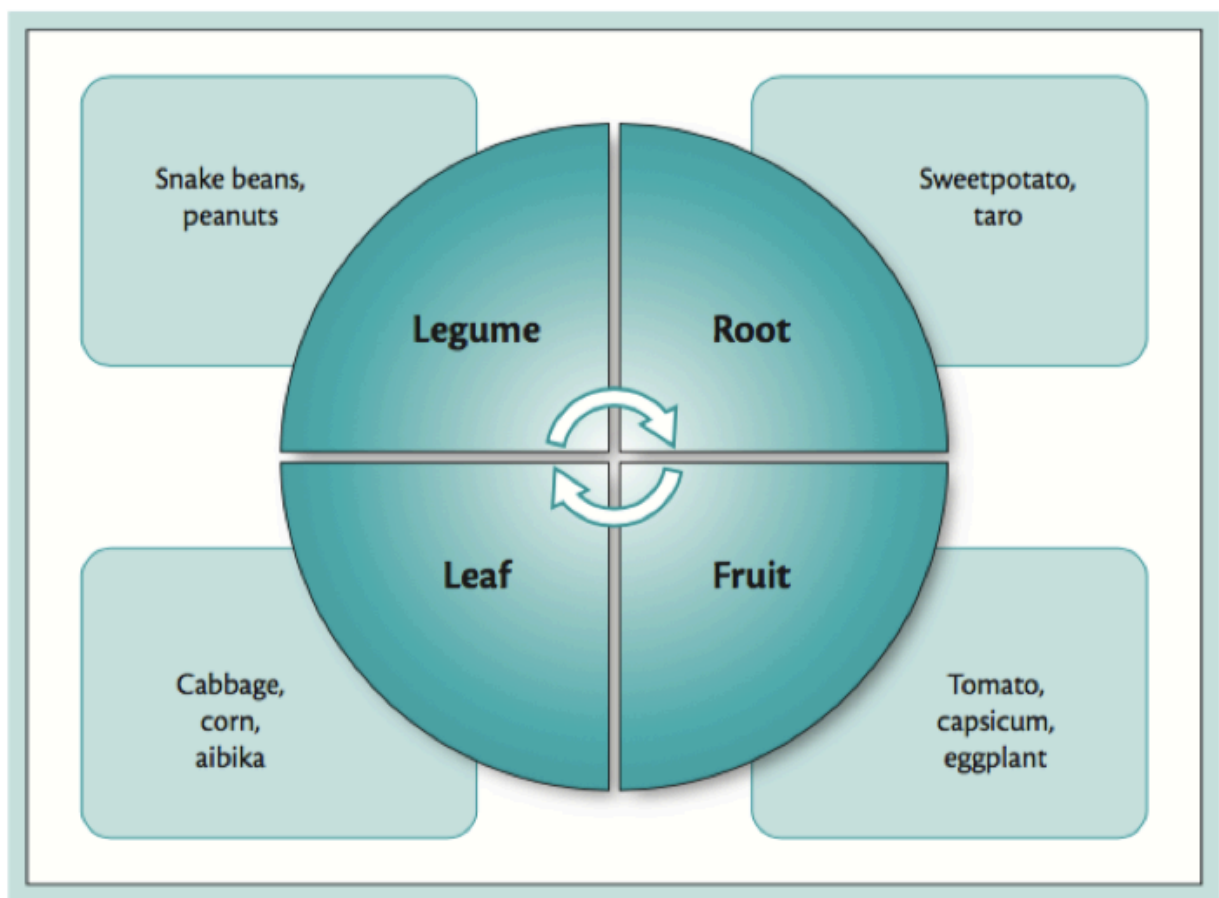 Snake beans,
peanuts
Sweetpotato,
taro
Legume
Root
Leaf
Fruit
Cabbage,
corn,
aibika
Tomato,
capsicum,
eggplant